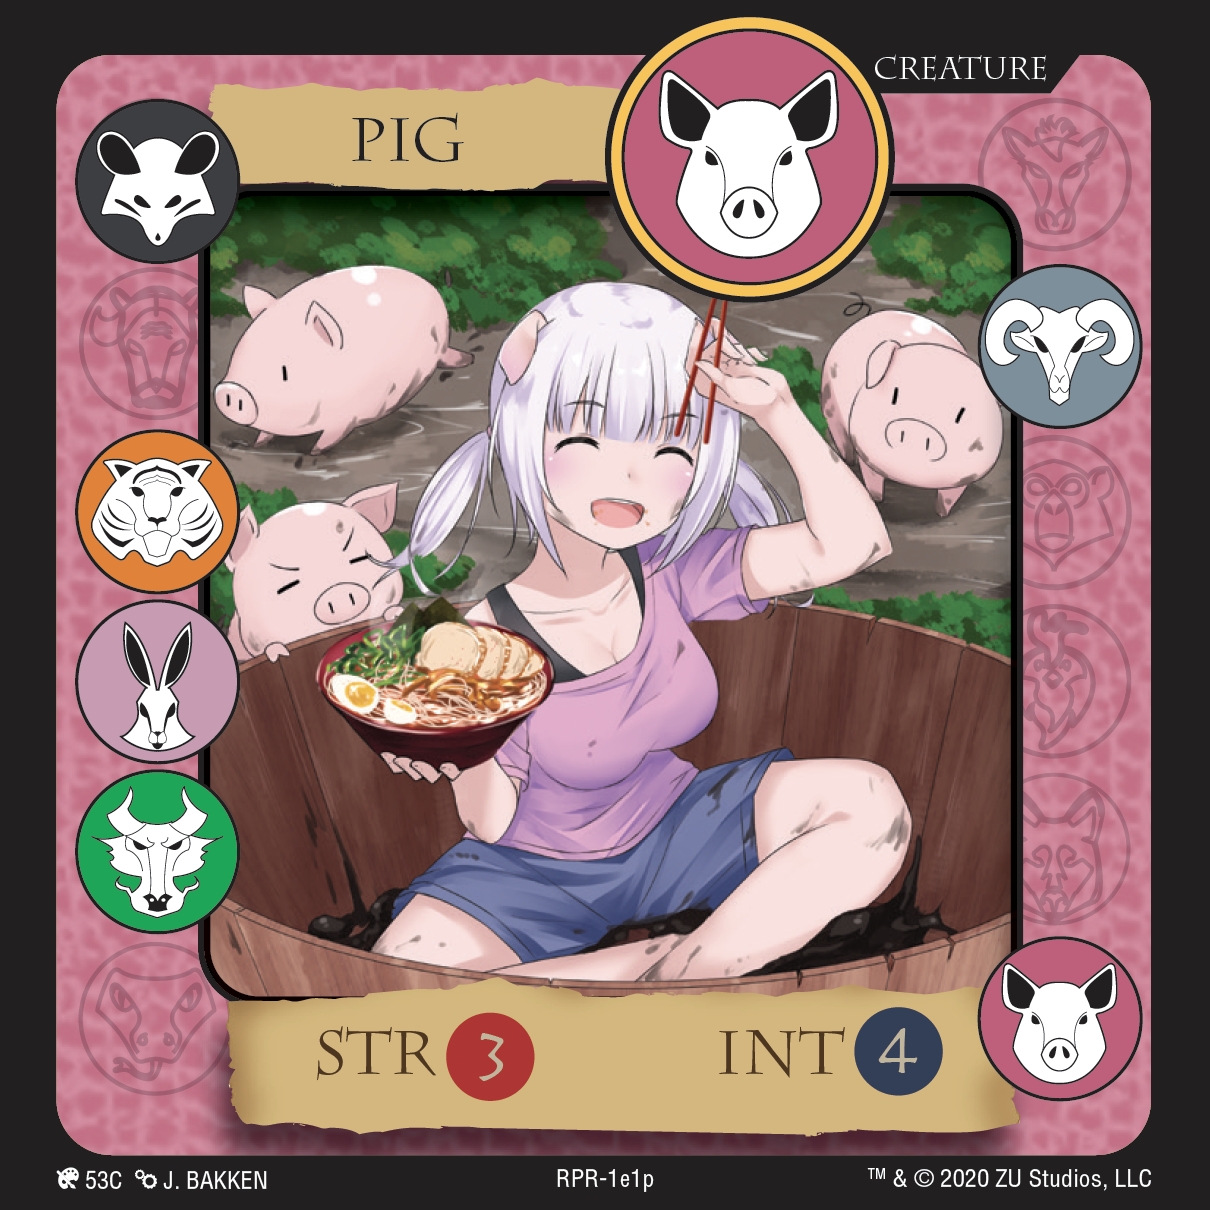 CREATURE
PIG
STR 3
INT 4
53C J. BAKKEN
RPR-1e1p
™ & © 2020 ZU Studios, LLC